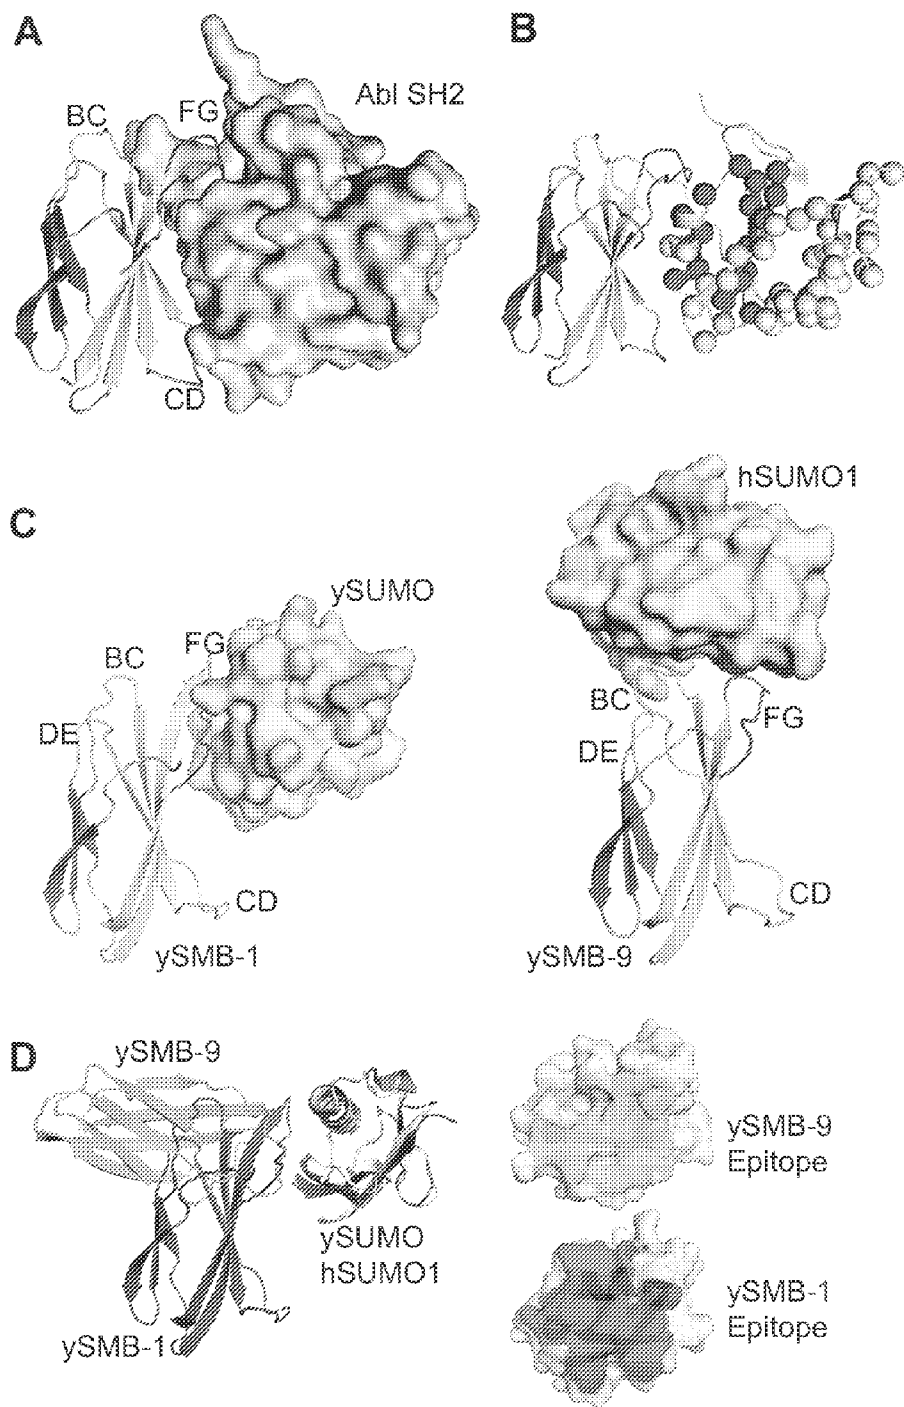 A
B
BC
FG
Abl SH2
CD
C
hSUMO1
ySUMO
FG
BC
DE
CD
ySMB-1
BC
FG
DE
CD
ySMB-9
D
ySMB-9
ySUMO
hSUMO1
ySMB-1
ySMB-9
Epitope
ySMB-1
Epitope